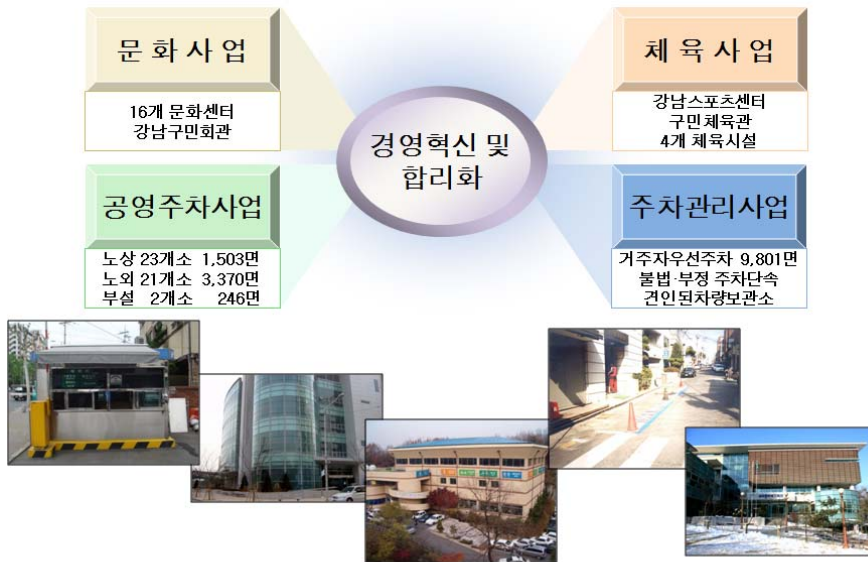 문화사업
16개 문화센터
강남구민회관
체육사업
강남스포츠센터
구민체육관
4개 체육시설
경영혁신 및
합리화
공영주차사업
노상 23개소 1,503면
노외 21개소 3,370면
부설 2개소 246면
주차관리사업
거주자우선주차 9,801면
불법·부정 주차단속
견인된차량보관소